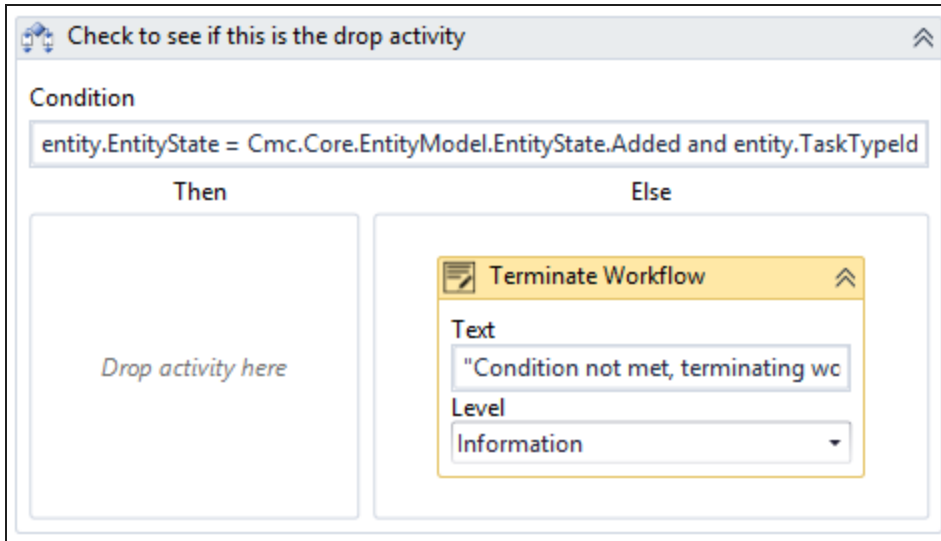 Check to see if this is the drop activity
Condition
entity.EntityState = Cmc.Core.EntityModel.EntityState.Added and entity.TaskTypeId
Then
Else
Terminate Workflow
Text
"Condition not met, terminating wo
Level
Drop activity here
Information